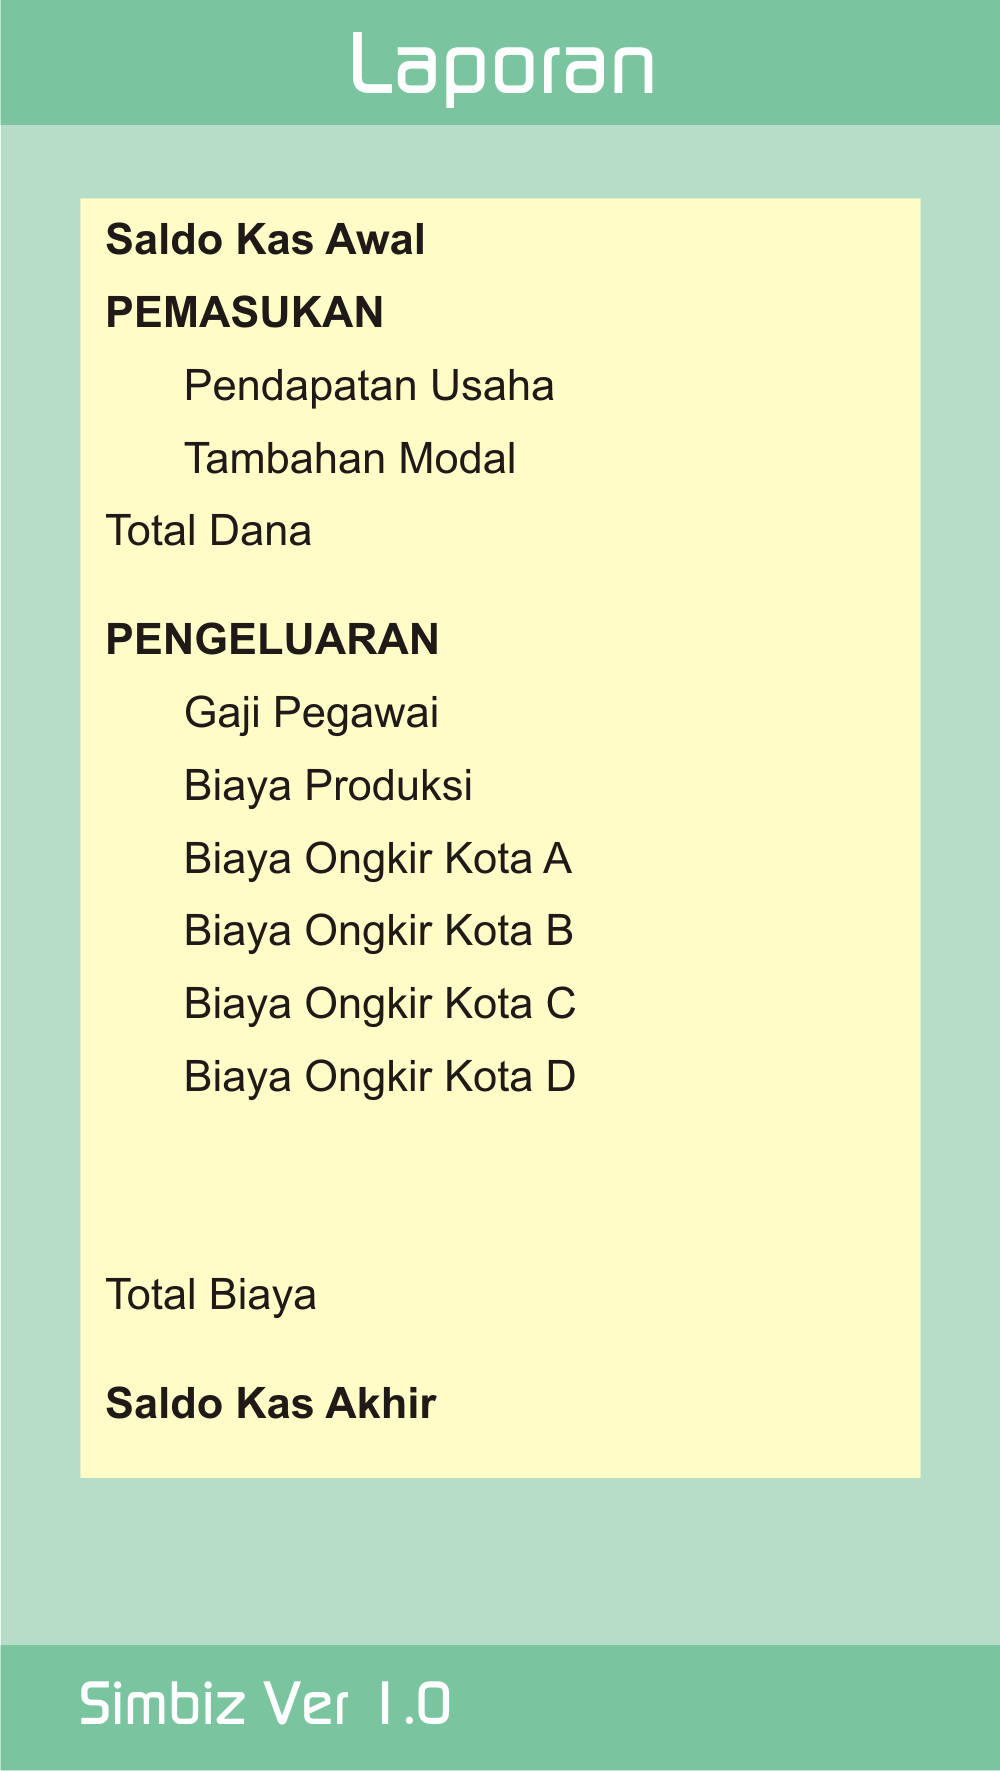 Laporan
Saldo Kas Awal
PEMASUKAN
Pendapatan Usaha
Tambahan Modal
Total Dana
PENGELUARAN
Gaji Pegawai
Biaya Produksi
Biaya Ongkir Kota A
Biaya Ongkir Kota B
Biaya Ongkir Kota C
Biaya Ongkir Kota D
Total Biaya
Saldo Kas Akhir
Simbiz Ver 1.0